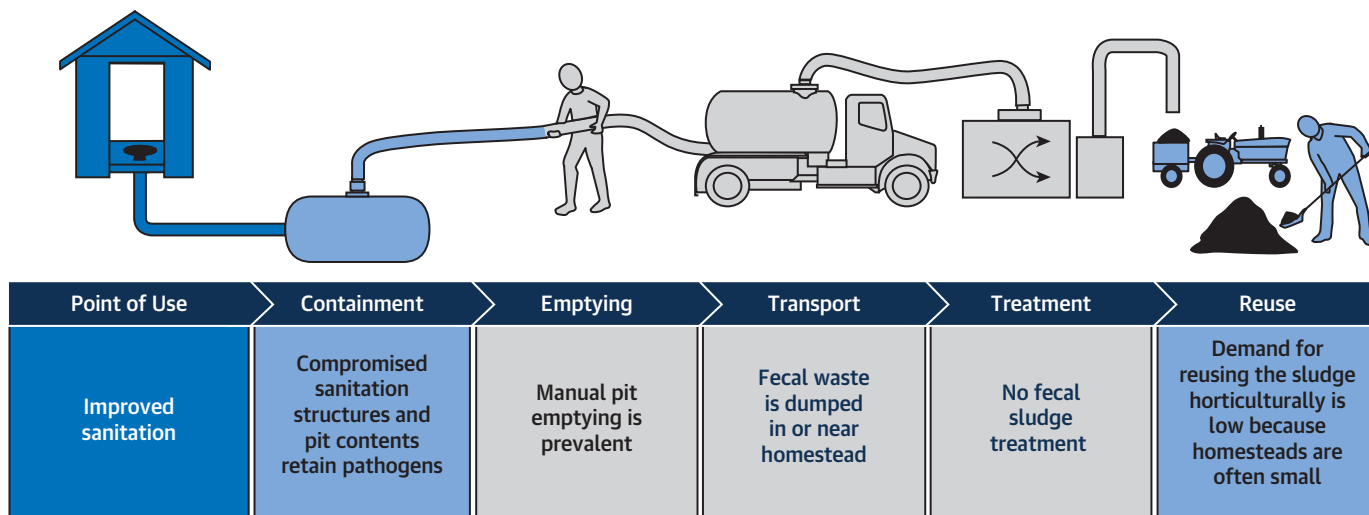 Point of Use
Containment
Emptying
Transport
Treatment
Reuse
Improved
sanitation
Compromised
sanitation
structures and
pit contents
retain pathogens
Manual pit
emptying is
prevalent
Fecal waste
is dumped
in or near
homestead
No fecal
sludge
treatment
Demand for
reusing the sludge
horticulturally is
low because
homesteads are
often small